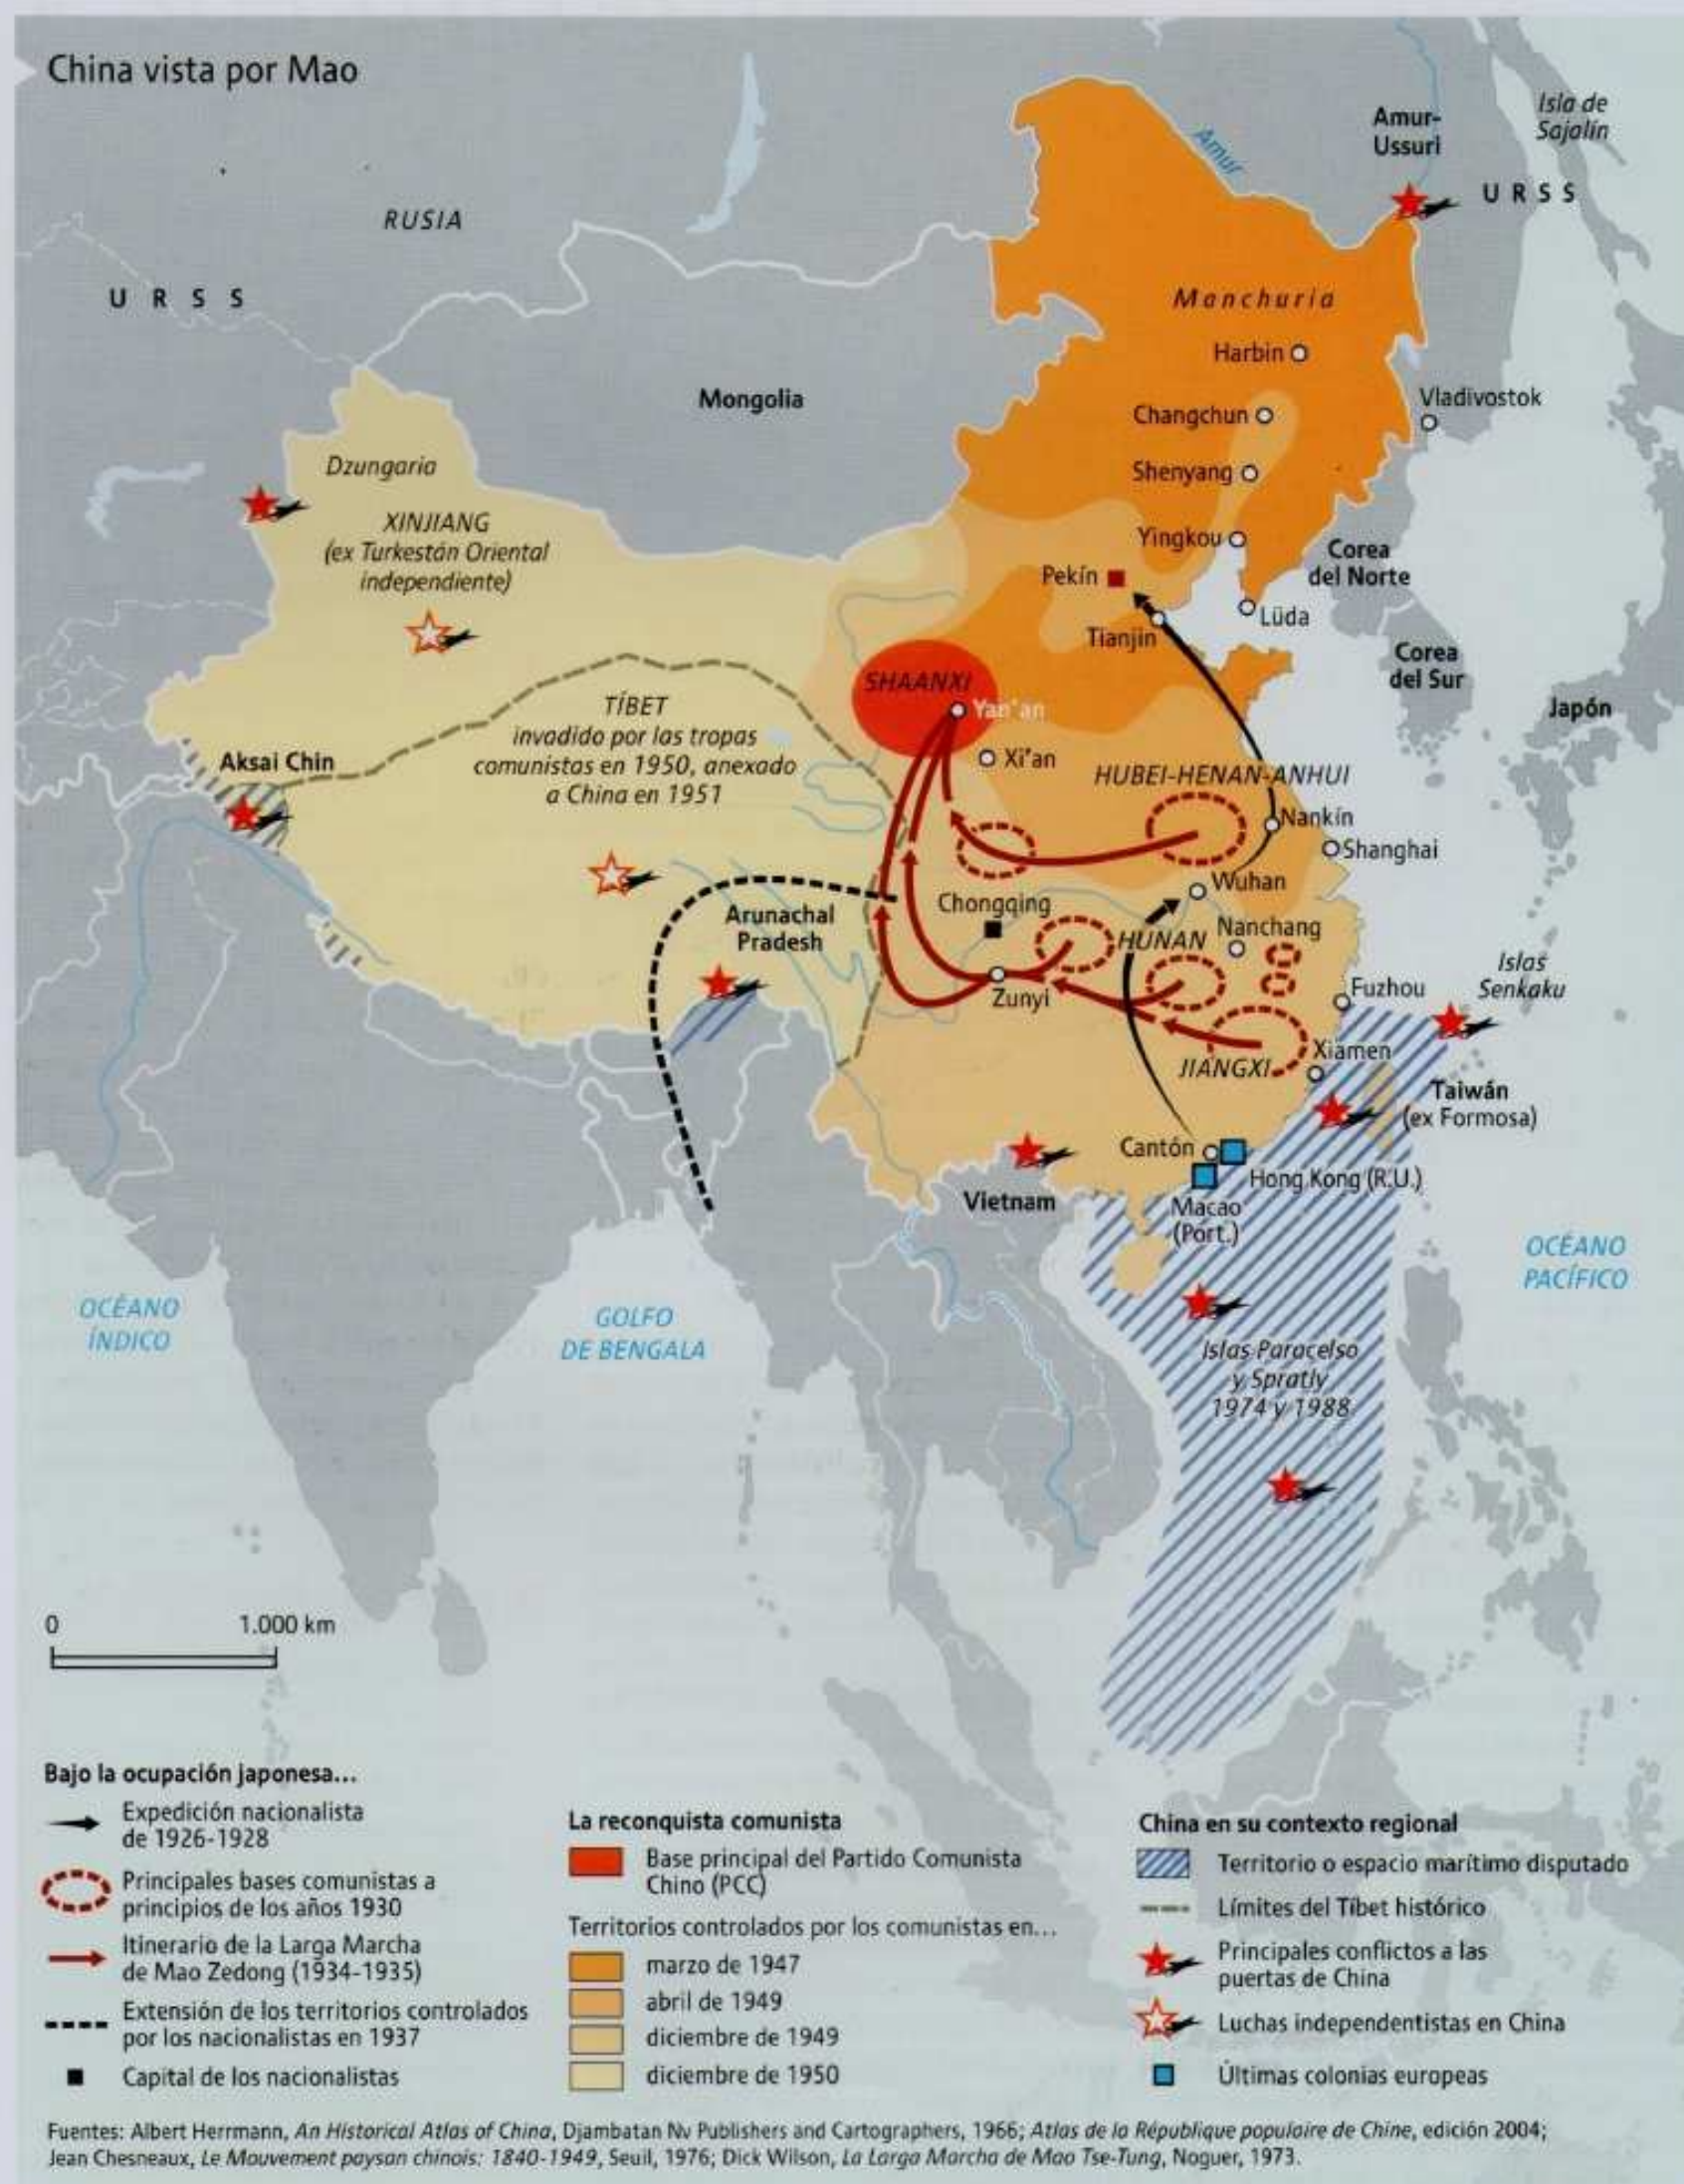 China vista por Mao
Isla de
Sajalín
Amur-
Ussuri
Amur
URSS
RUSIA
URSS
Manchuria
Harbin
Mongolia
Vladivostok
Changchun
Dzungaria
Shenyang
XINJIANG
(ex Turkestán Oriental
independiente)
Yingkou
Corea
del Norte
Pekín
Lüda
Tianjin
Corea
del Sur
SHAANXI
TÍBET
invadido por las tropas
comunistas en 1950, anexado
a China en 1951
Yan'an
Japón
Aksai Chin
Xi'an
HUBEI-HENAN-ANHUI
Nankín
Shanghai
Wuhan
Chongqing
Arunachal
Pradesh
HUNAN
Nanchang
Islas
Senkaku
Zunyi
Fuzhou
Xiamen
JIANGXI
Taiwán
(ex Formosa)
Cantón
Hong Kong (R.U.)
Vietnam
Macao
(Port.)
OCÉANO
PACÍFICO
OCÉANO
ÍNDICO
GOLFO
DE BENGALA
Islas Paracelso
y Spratly
1974 y 1988
0 1.000 km
Bajo la ocupación japonesa...
Expedición nacionalista
de 1926-1928
Principales bases comunistas a
principios de los años 1930
Itinerario de la Larga Marcha
de Mao Zedong (1934-1935)
Extensión de los territorios controlados
por los nacionalistas en 1937
Capital de los nacionalistas
La reconquista comunista
Base principal del Partido Comunista
Chino (PCC)
Territorios controlados por los comunistas en...
marzo de 1947
abril de 1949
diciembre de 1949
diciembre de 1950
China en su contexto regional
Territorio o espacio marítimo disputado
Límites del Tíbet histórico
Principales conflictos a las
puertas de China
Luchas independentistas en China
Últimas colonias europeas
Fuentes: Albert Herrmann, An Historical Atlas of China, Djambatan Nv Publishers and Cartographers, 1966; Atlas de la République populaire de Chine, edición 2004;
Jean Chesneaux, Le Mouvement paysan chinois: 1840-1949, Seuil, 1976; Dick Wilson, La Larga Marcha de Mao Tse-Tung, Noguer, 1973.